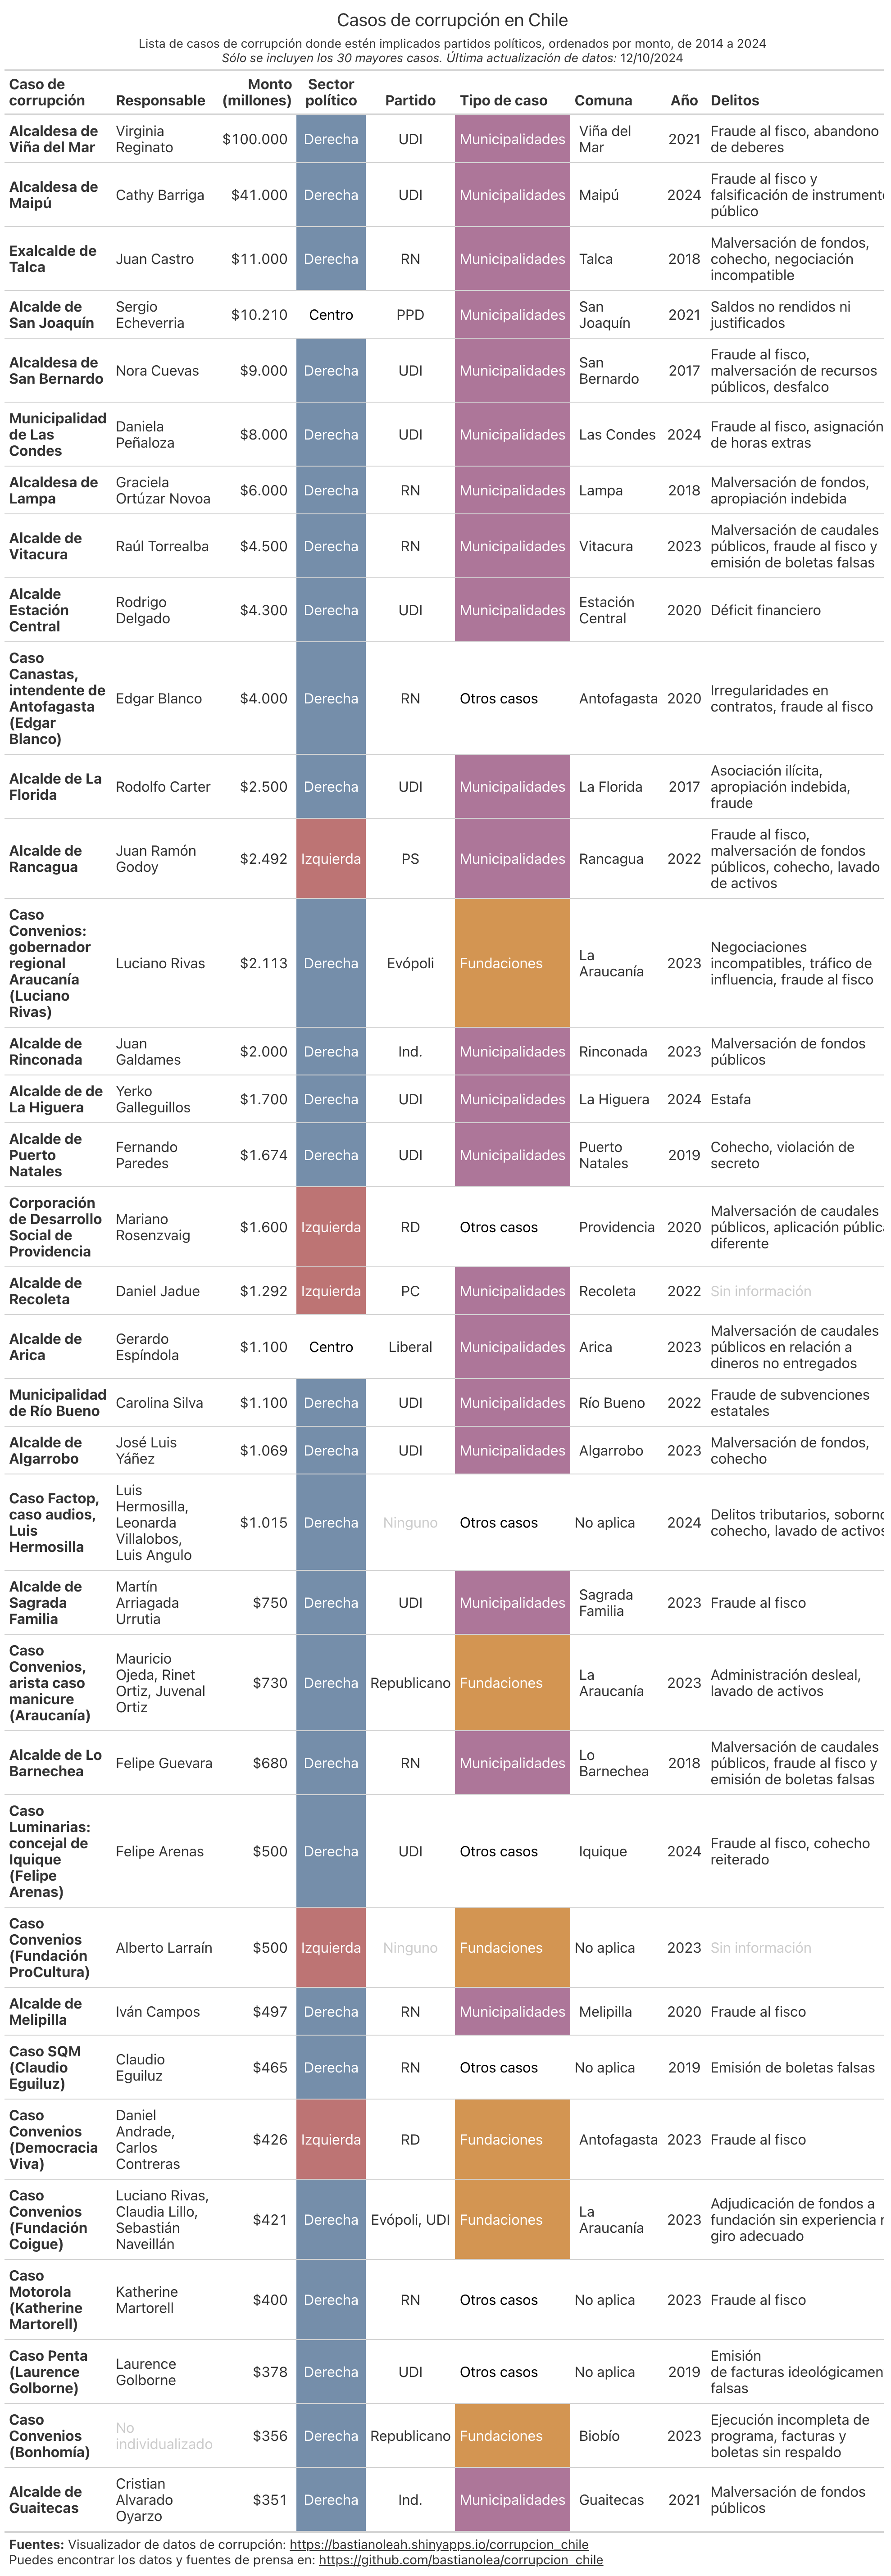 Casos de corrupción en Chile
Lista de casos de corrupción donde estén implicados partidos políticos, ordenados por monto, de 2014 a 2024
Sólo se incluyen los 30 mayores casos. Última actualización de datos: 12/10/2024
Caso de corrupción Responsable Monto (millones) Sector político Partido Tipo de caso Comuna Año Delitos
Alcaldesa de Viña del Mar Virginia Reginato $100.000 Derecha UDI Municipalidades Viña del Mar 2021 Fraude al fisco, abandono de deberes
Alcaldesa de Maipú Cathy Barriga $41.000 Derecha UDI Municipalidades Maipú 2024 Fraude al fisco y falsificación de instrument público
Exalcalde de Talca Juan Castro $11.000 Derecha RN Municipalidades Talca 2018 Malversación de fondos, cohecho, negociación incompatible
Alcalde de San Joaquín Sergio Echeverria $10.210 Centro PPD Municipalidades San Joaquín 2021 Saldos no rendidos ni justificados
Alcaldesa de San Bernardo Nora Cuevas $9.000 Derecha UDI Municipalidades San Bernardo 2017 Fraude al fisco, malversación de recursos públicos, desfalco
Municipalidad de Las Condes Daniela Peñaloza $8.000 Derecha UDI Municipalidades Las Condes 2024 Fraude al fisco, asignación de horas extras
Alcaldesa de Lampa Graciela Ortúzar Novoa $6.000 Derecha RN Municipalidades Lampa 2018 Malversación de fondos, apropiación indebida
Alcalde de Vitacura Raúl Torrealba $4.500 Derecha RN Municipalidades Vitacura 2023 Malversación de caudales públicos, fraude al fisco y emisión de boletas falsas
Alcalde Estación Central Rodrigo Delgado $4.300 Derecha UDI Municipalidades Estación Central 2020 Déficit financiero
Caso Canastas, intendente de Antofagasta (Edgar Blanco) Edgar Blanco $4.000 Derecha RN Otros casos Antofagasta 2020 Irregularidades en contratos, fraude al fisco
Alcalde de La Florida Rodolfo Carter $2.500 Derecha UDI Municipalidades La Florida 2017 Asociación ilícita, apropiación indebida, fraude
Alcalde de Rancagua Juan Ramón Godoy $2.492 Izquierda PS Municipalidades Rancagua 2022 Fraude al fisco, malversación de fondos públicos, cohecho, lavado de activos
Caso Convenios: gobernador regional Araucanía (Luciano Rivas) Luciano Rivas $2.113 Derecha Evópoli Fundaciones La Araucanía 2023 Negociaciones incompatibles, tráfico de influencia, fraude al fisco
Alcalde de Rinconada Juan Galdames $2.000 Derecha Ind. Municipalidades Rinconada 2023 Malversación de fondos públicos
Alcalde de de La Higuera Yerko Galleguillos $1.700 Derecha UDI Municipalidades La Higuera 2024 Estafa
Alcalde de Puerto Natales Fernando Paredes $1.674 Derecha UDI Municipalidades Puerto Natales 2019 Cohecho, violación de secreto
Corporación de Desarrollo Social de Providencia Mariano Rosenzvaig $1.600 Izquierda RD Otros casos Providencia 2020 Malversación de caudales públicos, aplicación públic diferente
Alcalde de Recoleta Daniel Jadue $1.292 Izquierda PC Municipalidades Recoleta 2022 Sin información
Alcalde de Arica Gerardo Espíndola $1.100 Centro Liberal Municipalidades Arica 2023 Malversación de caudales públicos en relación a dineros no entregados
Municipalidad de Río Bueno Carolina Silva $1.100 Derecha UDI Municipalidades Río Bueno 2022 Fraude de subvenciones estatales
Alcalde de Algarrobo José Luis Yáñez $1.069 Derecha UDI Municipalidades Algarrobo 2023 Malversación de fondos, cohecho
Caso Factop, caso audios, Luis Hermosilla Luis Hermosilla, Leonarda Villalobos, Luis Angulo $1.015 Derecha Ninguno Otros casos No aplica 2024 Delitos tributarios, soborn cohecho, lavado de activo
Alcalde de Sagrada Familia Martín Arriagada Urrutia $750 Derecha UDI Municipalidades Sagrada Familia 2023 Fraude al fisco
Caso Convenios, arista caso manicure (Araucanía) Mauricio Ojeda, Rinet Ortiz, Juvenal Ortiz $730 Derecha Republicano Fundaciones La Araucanía 2023 Administración desleal, lavado de activos
Alcalde de Lo Barnechea Felipe Guevara $680 Derecha RN Municipalidades Lo Barnechea 2018 Malversación de caudales públicos, fraude al fisco y emisión de boletas falsas
Caso Luminarias: concejal de Iquique (Felipe Arenas) Felipe Arenas $500 Derecha UDI Otros casos Iquique 2024 Fraude al fisco, cohecho reiterado
Caso Convenios (Fundación ProCultura) Alberto Larraín $500 Izquierda Ninguno Fundaciones No aplica 2023 Sin información
Alcalde de Melipilla Iván Campos $497 Derecha RN Municipalidades Melipilla 2020 Fraude al fisco
Caso SQM (Claudio Eguiluz) Claudio Eguiluz $465 Derecha RN Otros casos No aplica 2019 Emisión de boletas falsas
Caso Convenios (Democracia Viva) Daniel Andrade, Carlos Contreras $426 Izquierda RD Fundaciones Antofagasta 2023 Fraude al fisco
Caso Convenios (Fundación Coigue) Luciano Rivas, Claudia Lillo, Sebastián Naveillán $421 Derecha Evópoli, UDI Fundaciones La Araucanía 2023 Adjudicación de fondos a fundación sin experiencia giro adecuado
Caso Motorola (Katherine Martorell) Katherine Martorell $400 Derecha RN Otros casos No aplica 2023 Fraude al fisco
Caso Penta (Laurence Golborne) Laurence Golborne $378 Derecha UDI Otros casos No aplica 2019 Emisión de facturas ideológicamen falsas
Caso Convenios (Bonhomía) No individualizado $356 Derecha Republicano Fundaciones Biobío 2023 Ejecución incompleta de programa, facturas y boletas sin respaldo
Alcalde de Guaitecas Cristian Alvarado Oyarzo $351 Derecha Ind. Municipalidades Guaitecas 2021 Malversación de fondos públicos
Fuentes: Visualizador de datos de corrupción: https://bastianoleah.shinyapps.io/corrupcion_chile
Puedes encontrar los datos y fuentes de prensa en: https://github.com/bastianolea/corrupcion_chile